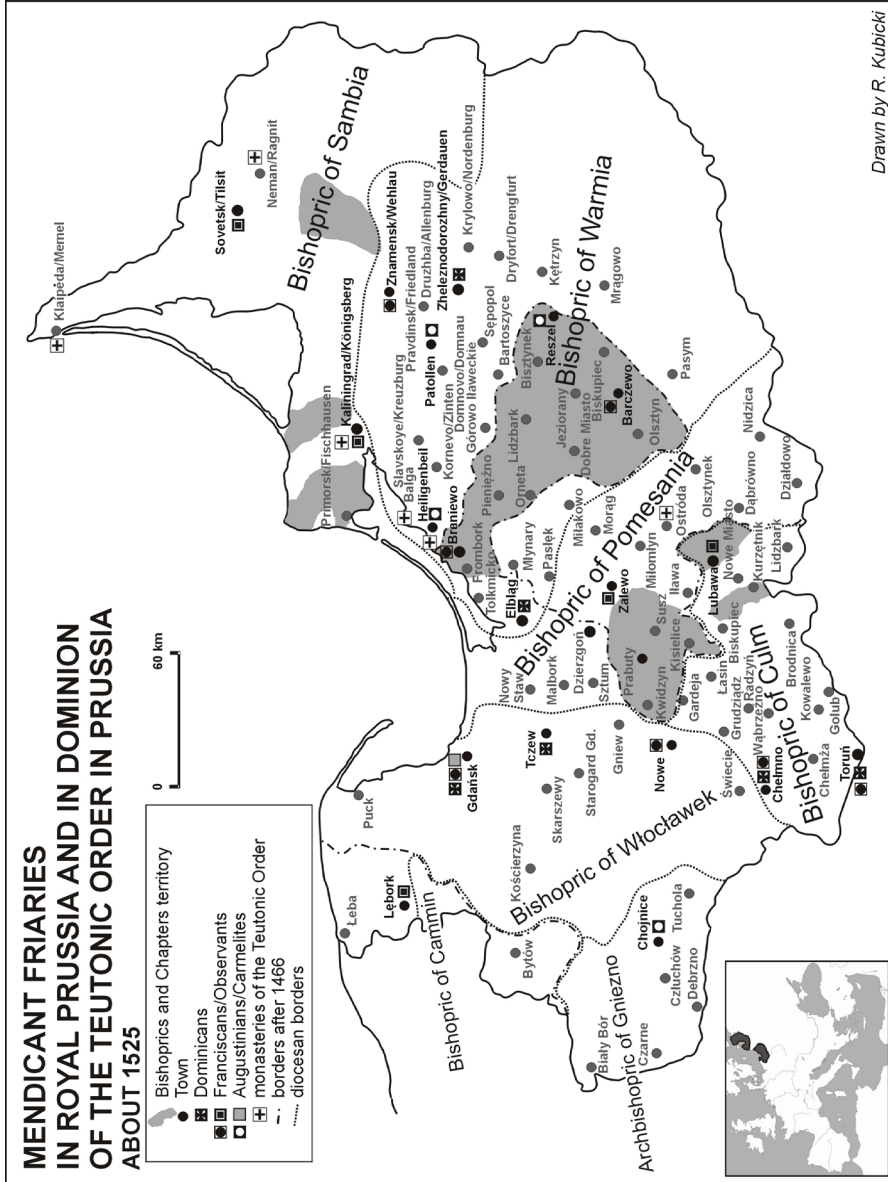 MENDICANT FRIARIES
IN ROYAL PRUSSIA AND IN DOMINION
OF THE TEUTONIC ORDER IN PRUSSIA
ABOUT 1525
Bishoprics and Chapters territory
Town
Dominicans
Franciscans/Observants
Augustinians/Carmelites
monasteries of the Teutonic Order
borders after 1466
diocesan borders
0
60 km
Klaipėda/Memel
Neman/Ragnit
Sovetsk/Tilsit
Bishopric of Sambia
Primorsk/Fischhausen
Kaliningrad/Königsberg
Znamensk/Wehlau
Druzhba/Allenburg
Zheleznodorozhny/Gerdauen
Krylowo/Nordenburg
Pravdinsk/Friedland
Patollen
Domnovo/Domnau
Slavskoye/Kreuzburg
Kornevo/Zinten
Balga
Heiligenbeil
Górowo Iławeckie
Sępopol
Bartoszyce
Dryfort/Drengfurt
Kętrzyn
Mrągowo
Bishopric of Warmia
Reszel
Bisztynek
Lidzbark
Pieniężno
Orneta
Jeziorany
Dobre Miasto
Biskupiec
Barczewo
Olsztyn
Pasym
Breniewo
Frombork
Tolkmicko
Elbląg
Młynary
Pasłęk
Miłakowo
Morąg
Bishopric of Pomesania
Zalewo
Miłomłyn
Ostróda
Olsztynek
Nidzica
Dąbrówno
Działdowo
Lubawa
Nowe Miasto
Kurzętnik
Lidzbark
Iława
Susz
Prabuty
Kisielice
Biskupiec
Łasin
Gardeja
Kwidzyn
Sztum
Dzierzgoń
Malbork
Nowy
Staw
Bishopric of Culm
Grudziądz
Radzyń
Wąbrzeźno
Brodnica
Kowalewo
Golub
Chełmża
Chełmno
Toruń
Puck
Gdańsk
Tczew
Skarszewy
Starogard Gd.
Gniew
Nowe
Świecie
Kościerzyna
Bishopric of Włocławek
Łeba
Lębork
Bishopric of Cammin
Bytów
Chojnice
Tuchola
Człuchów
Debrzno
Biały Bór
Czarne
Archbishopric of Gniezno
Drawn by R. Kubicki